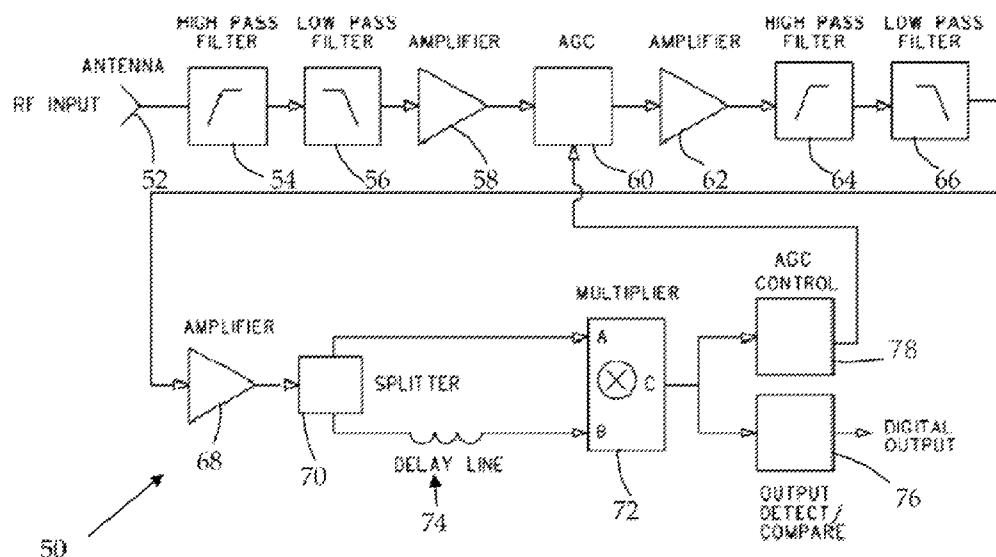 HIGH PASS FILTER
LOW PASS FILTER
AMPLIFIER
AGC
AMPLIFIER
HIGH PASS FILTER
LOW PASS FILTER
ANTENNA
RF INPUT
52
54
56
58
60
62
64
66
AGC CONTROL
MULTIPLIER
AMPLIFIER
A
78
SPLITTER
C
B
DIGITAL OUTPUT
68
70
DELAY LINE
72
76
74
OUTPUT DETECT/ COMPARE
50